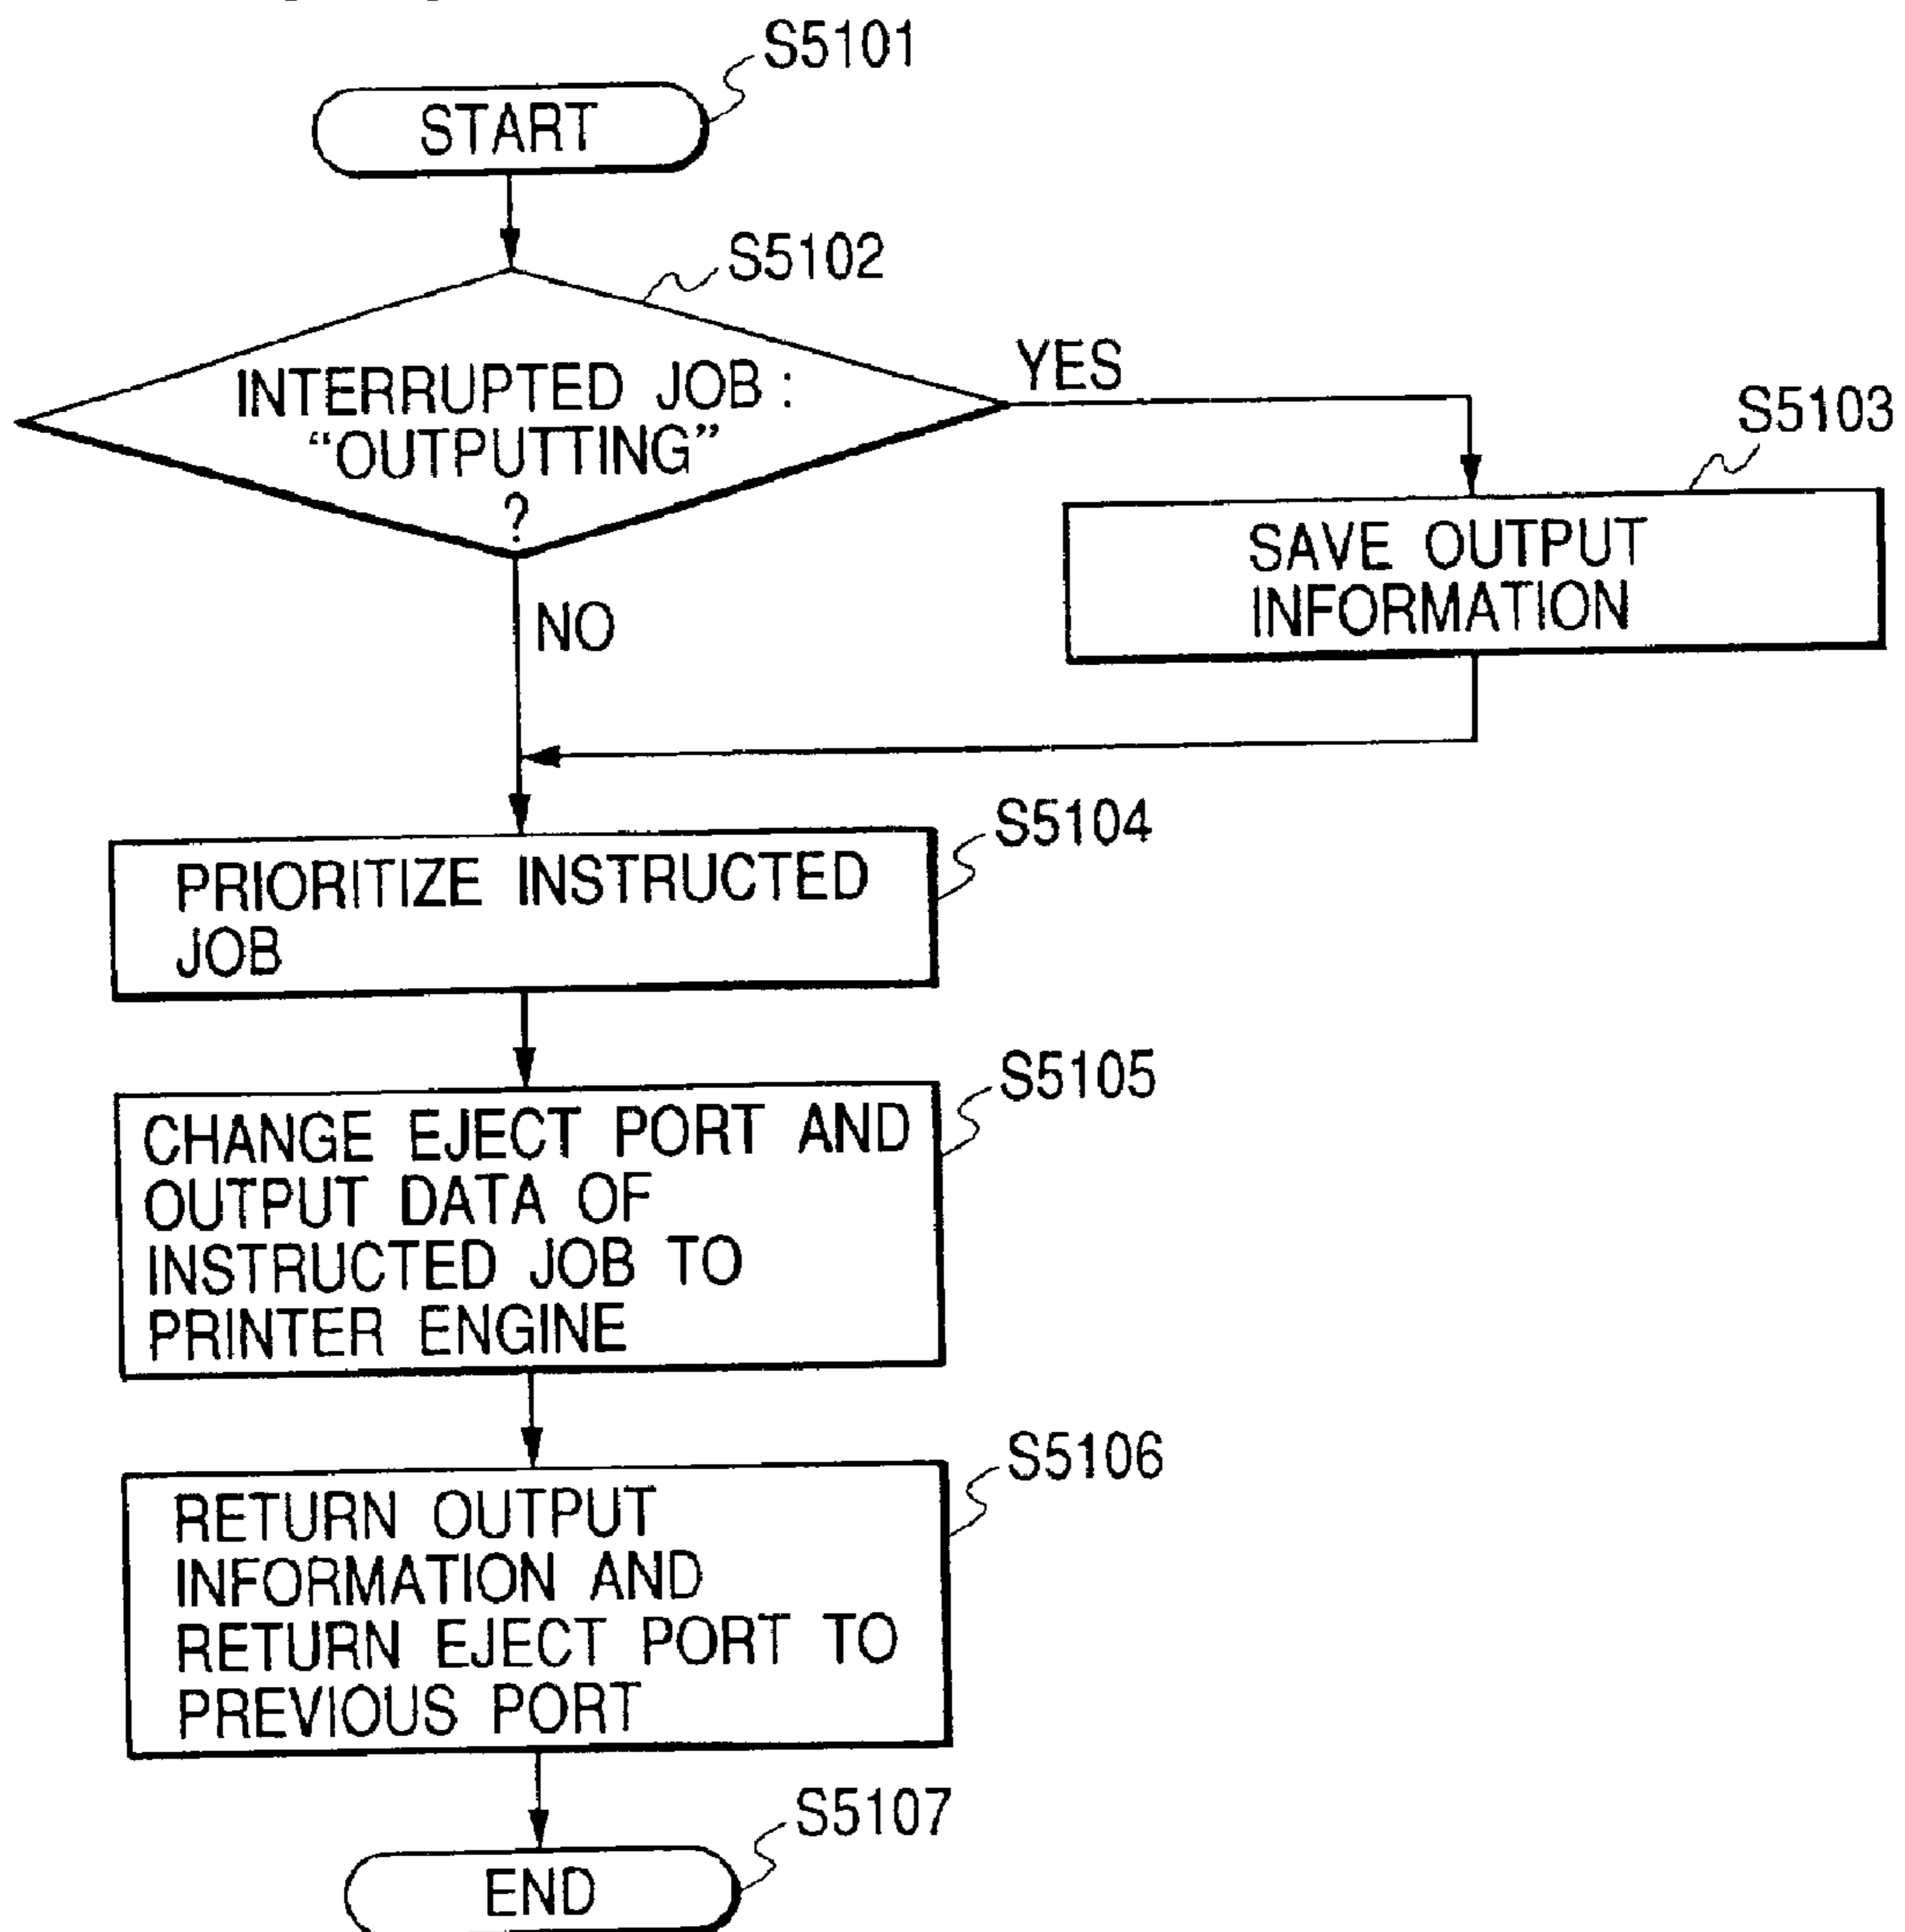 S5101
START
S5102
INTERRUPTED JOB :
“OUTPUTTING”
?
YES
S5103
SAVE OUTPUT
INFORMATION
NO
S5104
PRIORITIZE INSTRUCTED
JOB
S5105
CHANGE EJECT PORT AND
OUTPUT DATA OF
INSTRUCTED JOB TO
PRINTER ENGINE
S5106
RETURN OUTPUT
INFORMATION AND
RETURN EJECT PORT TO
PREVIOUS PORT
S5107
END